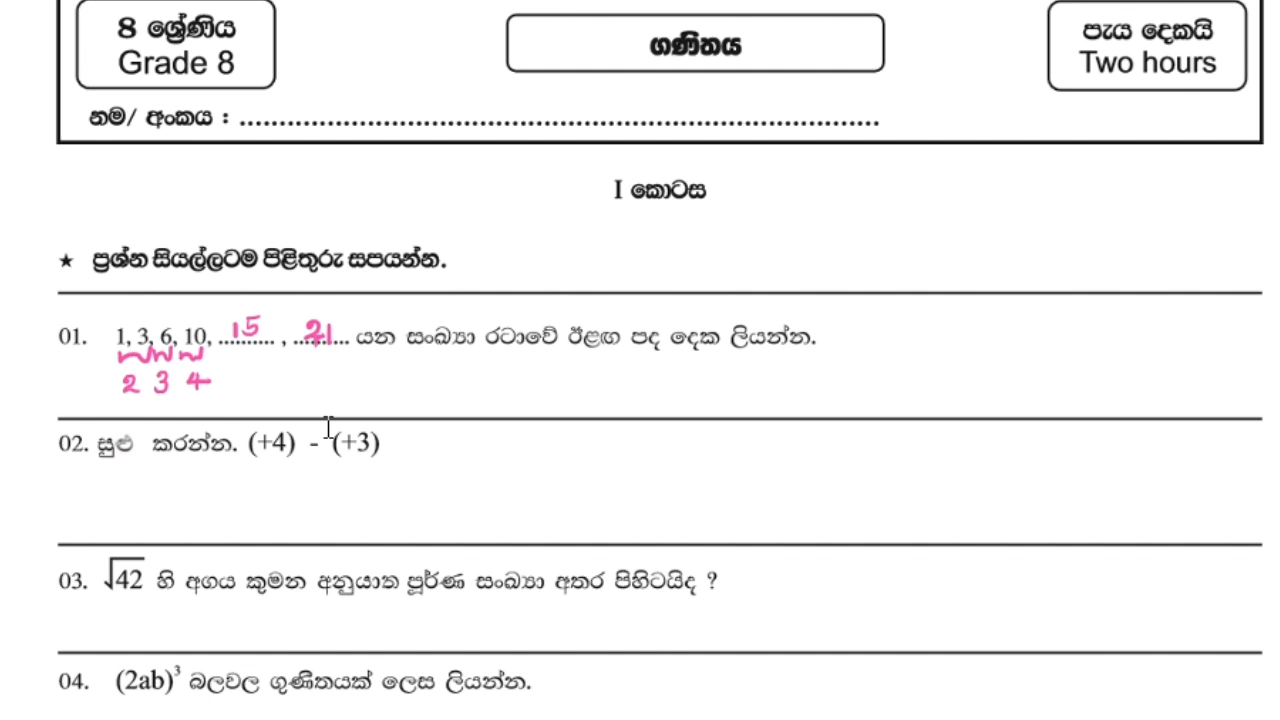 8 ශ්‍රේණිය
Grade 8
ගණිතය
පැය දෙකයි
Two hours
නම/ අංකය : ................................................................................
I කොටස
★ ප්‍රශ්න සියල්ලටම පිළිතුරු සපයන්න.
01. 1, 3, 6, 10, ....15...... , ....21..... යන සංඛ්‍යා රටාවේ ඊළඟ පද දෙක ලියන්න.
2 3 4
02. සුළු කරන්න. (+4) - (+3)
03. √42 හි අගය කුමන අනුයාත පූර්ණ සංඛ්‍යා අතර පිහිටයිද ?
04. (2ab)³ බලවල ගුණිතයක් ලෙස ලියන්න.